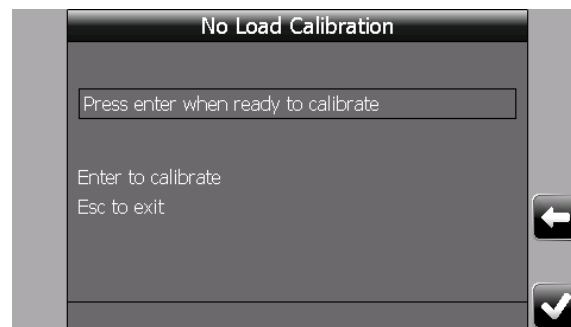 No Load Calibration
Press enter when ready to calibrate
Enter to calibrate
Esc to exit